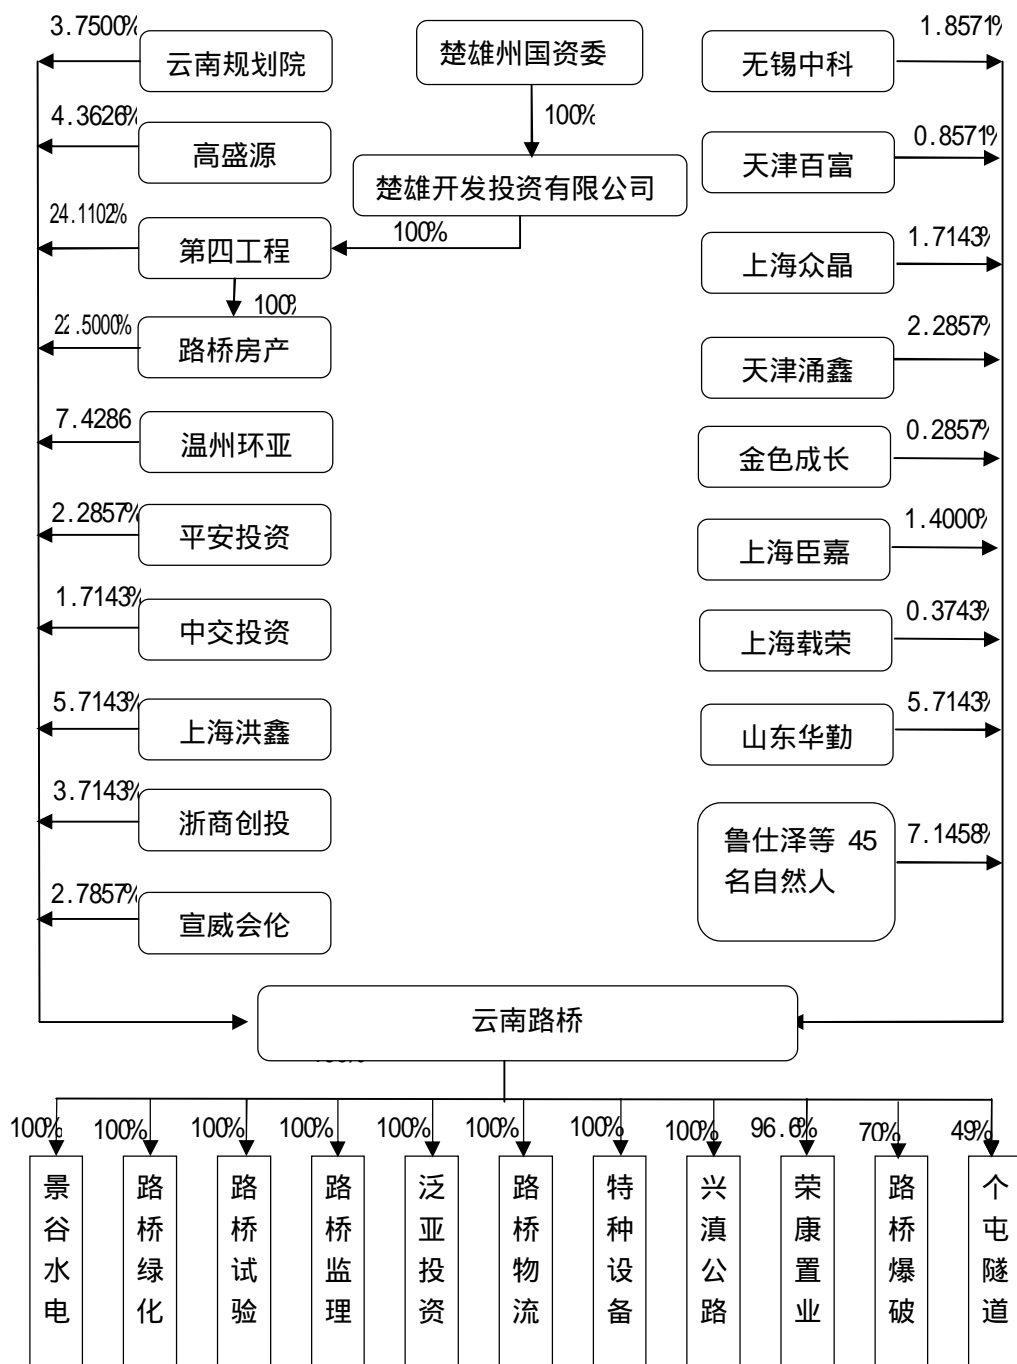 3.7500%
云南规划院
楚雄州国资委
无锡中科
1.8571%
4.3626%
高盛源
100%
天津百富
0.8571%
楚雄开发投资有限公司
24.1102%
第四工程
100%
上海众晶
1.7143%
100%
22.5000%
路桥房产
天津涌鑫
2.2857%
7.4286
温州环亚
金色成长
0.2857%
2.2857%
平安投资
上海臣嘉
1.4000%
1.7143%
中交投资
上海载荣
0.3743%
5.7143%
上海洪鑫
山东华勤
5.7143%
3.7143%
浙商创投
鲁仕泽等 45
名自然人
7.1458%
2.7857%
宣威会伦
云南路桥
100%
100%
100%
100%
100%
100%
100%
100%
96.6%
70%
49%
景谷水电
路桥绿化
路桥试验
路桥监理
泛亚投资
路桥物流
特种设备
兴滇公路
荣康置业
路桥爆破
个屯隧道